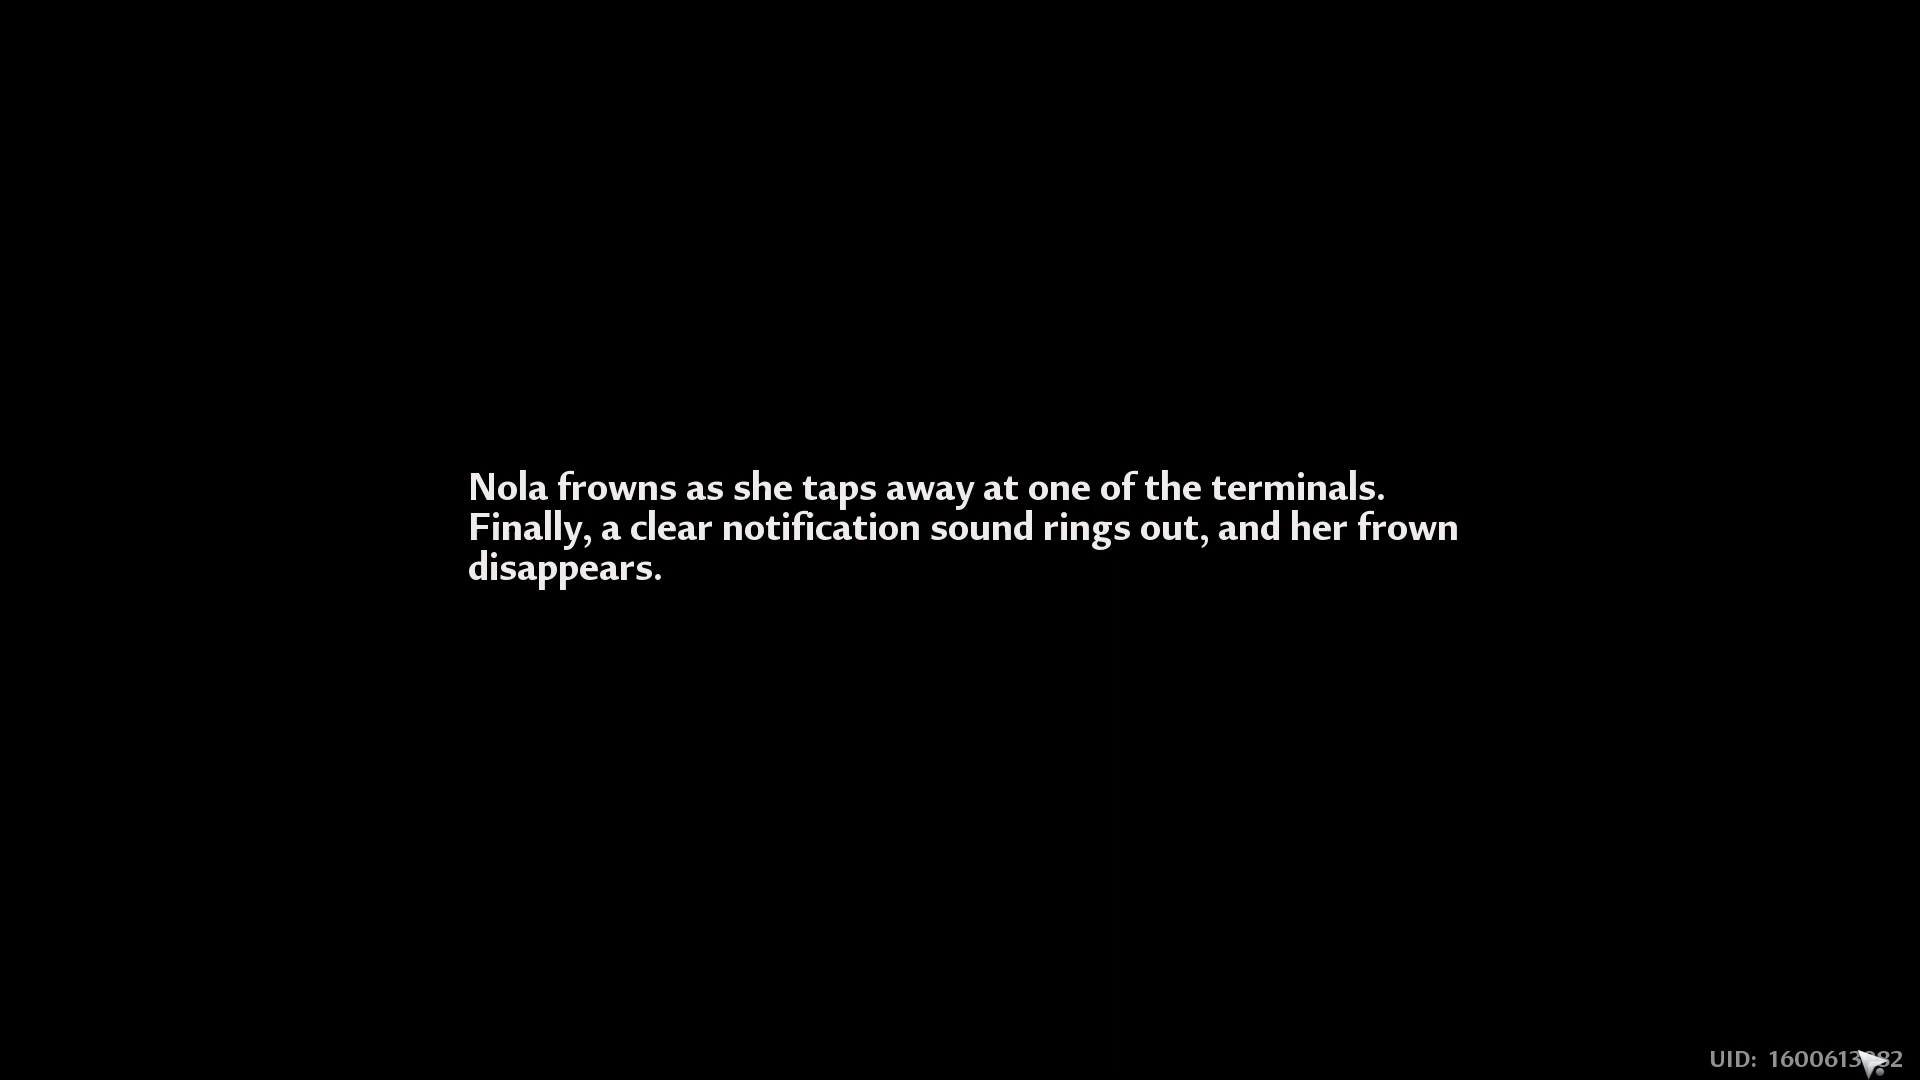 Nola frowns as she taps away at one of the terminals.
Finally, a clear notification sound rings out, and her frown
disappears.
UID: